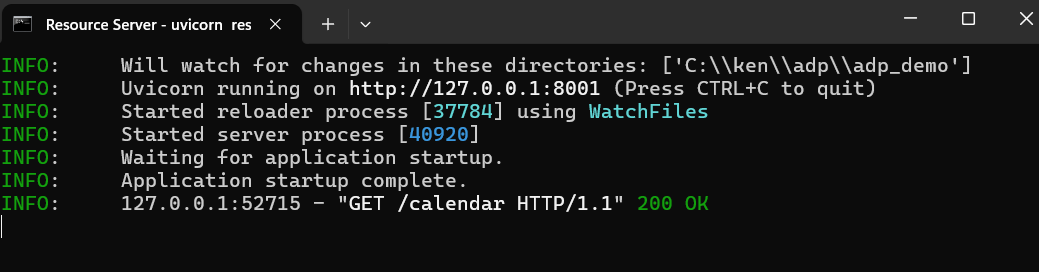 Resource Server - uvicorn res
INFO: Will watch for changes in these directories: ['C:\\ken\\adp\\adp_demo']
INFO: Uvicorn running on http://127.0.0.1:8001 (Press CTRL+C to quit)
INFO: Started reloader process [37784] using WatchFiles
INFO: Started server process [40920]
INFO: Waiting for application startup.
INFO: Application startup complete.
INFO: 127.0.0.1:52715 - "GET /calendar HTTP/1.1" 200 OK